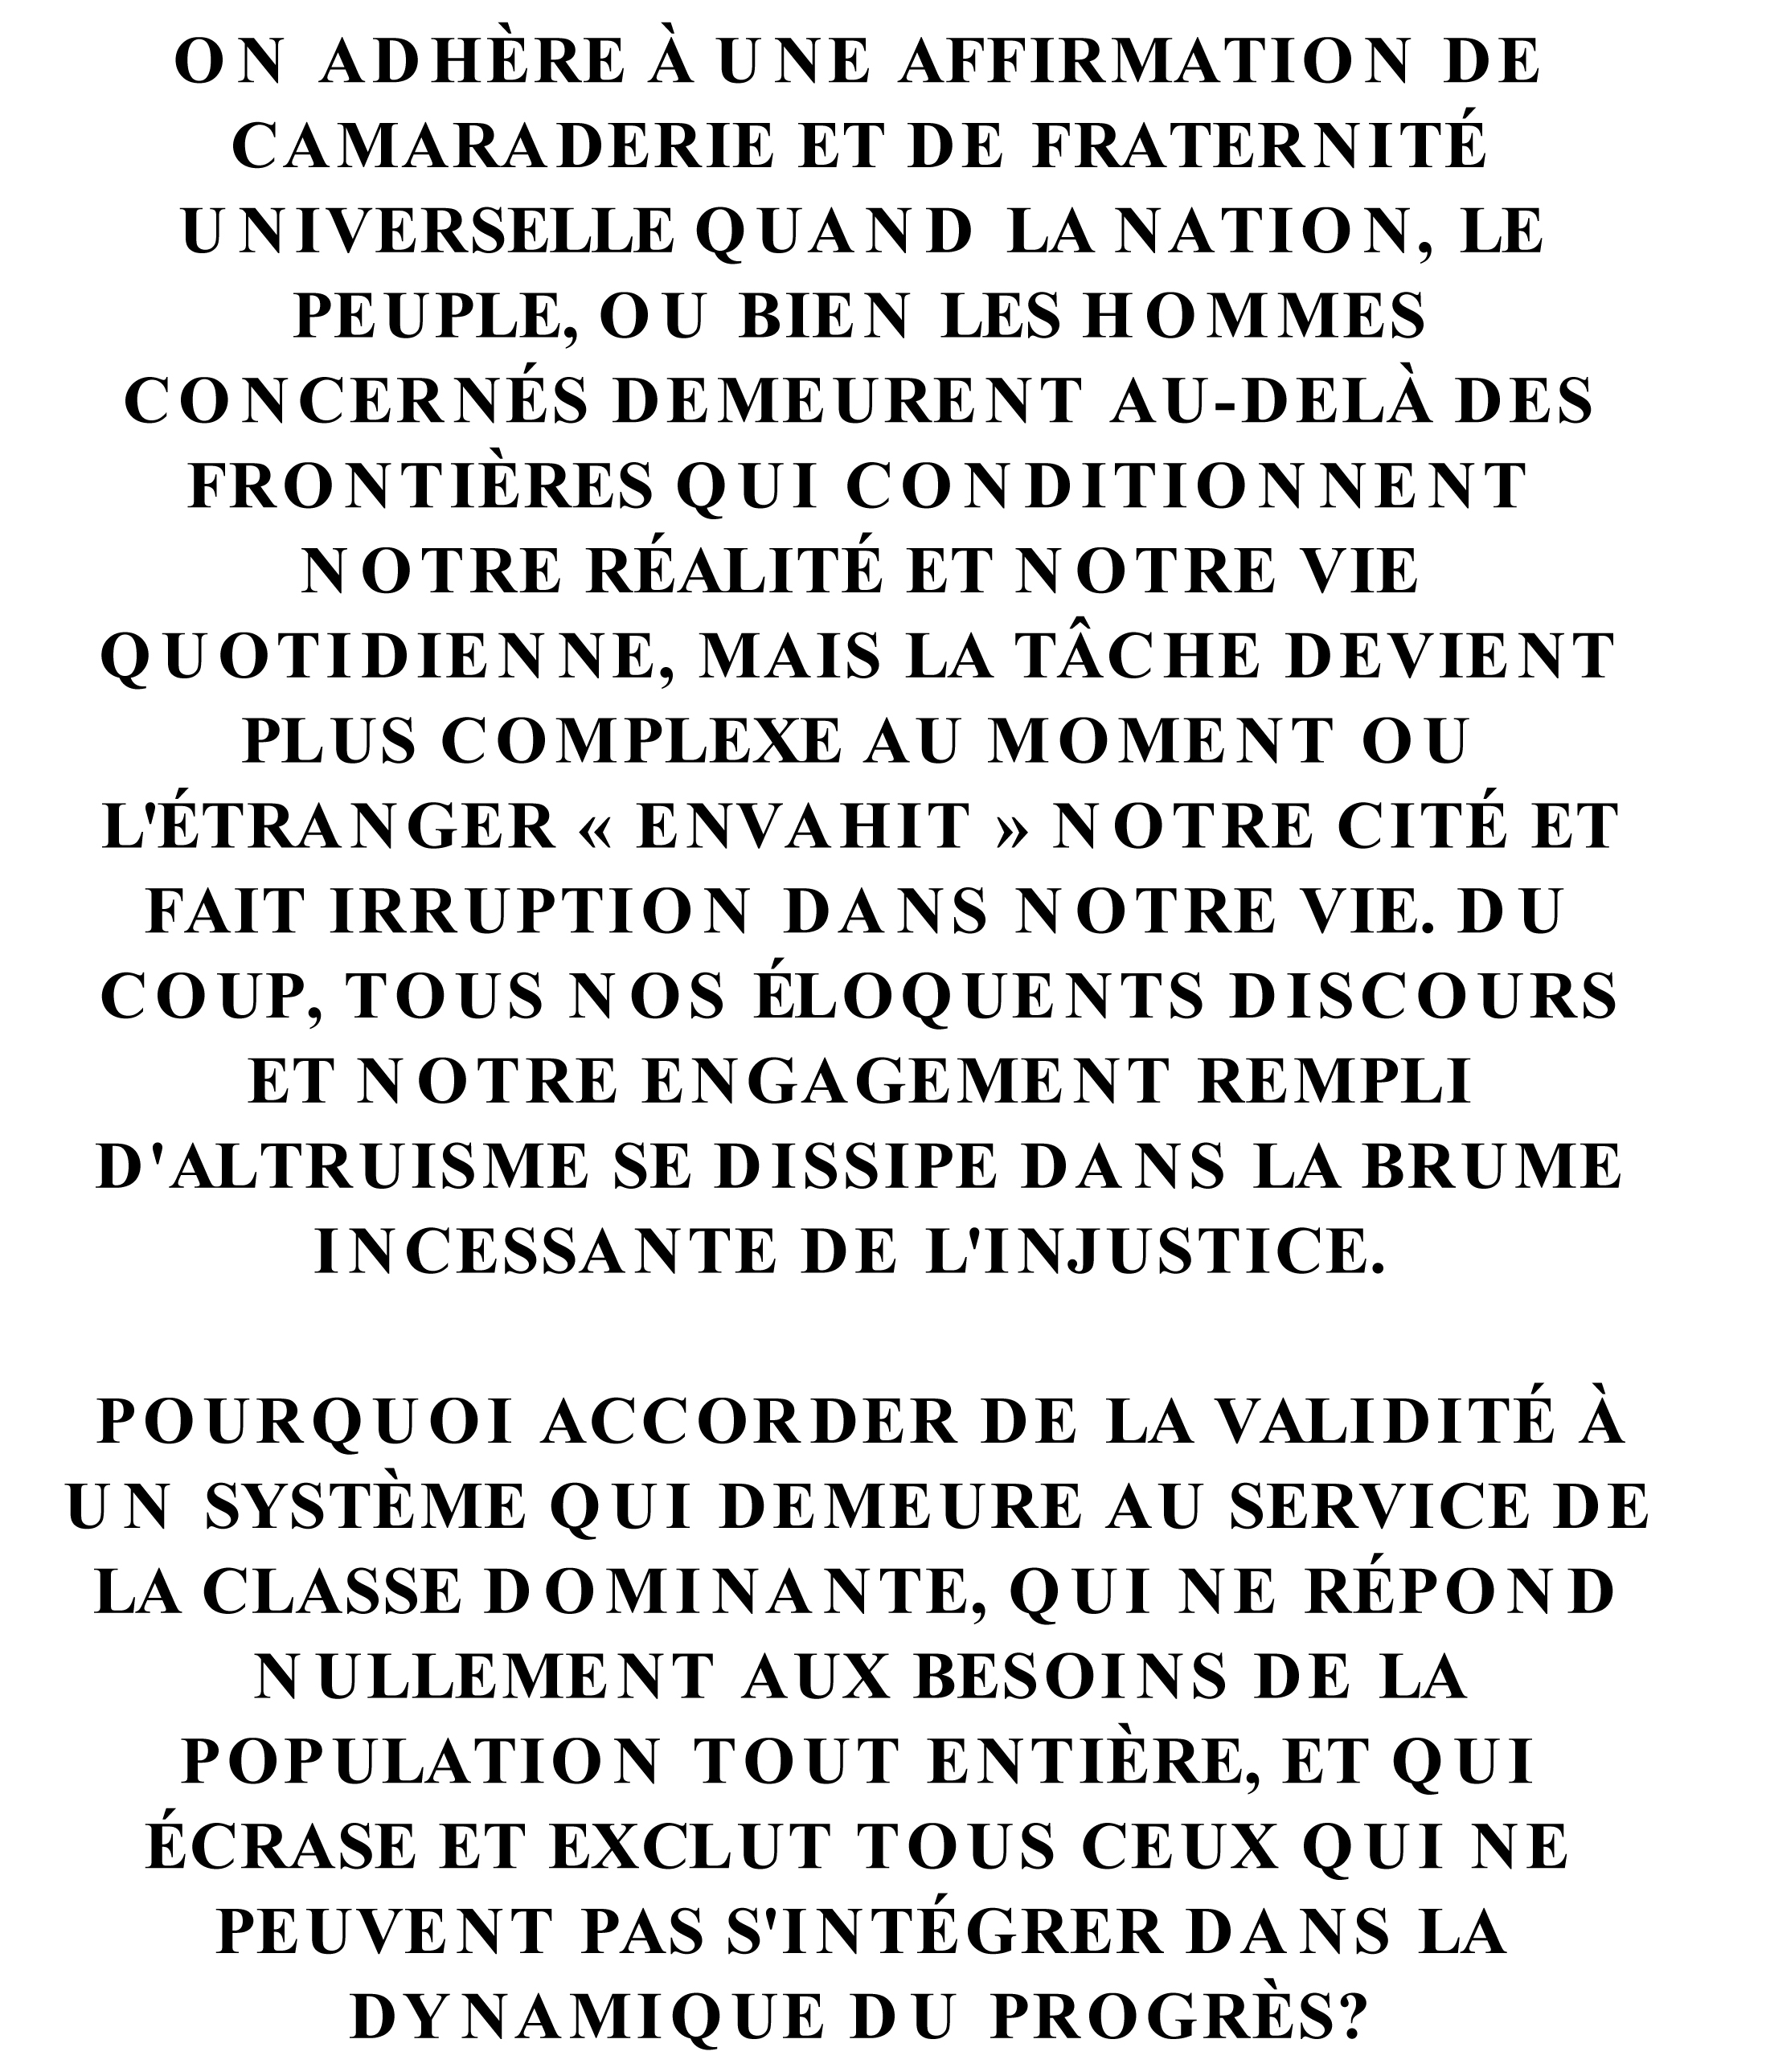 ON ADHÈRE À UNE AFFIRMATION DE
CAMARADERIE ET DE FRATERNITÉ
UNIVERSELLE QUAND LA NATION, LE
PEUPLE, OU BIEN LES HOMMES
CONCERNÉS DEMEURENT AU-DELÀ DES
FRONTIÈRES QUI CONDITIONNENT
NOTRE RÉALITÉ ET NOTRE VIE
QUOTIDIENNE, MAIS LA TÂCHE DEVIENT
PLUS COMPLEXE AU MOMENT OU
L'ÉTRANGER « ENVAHIT » NOTRE CITÉ ET
FAIT IRRUPTION DANS NOTRE VIE. DU
COUP, TOUS NOS ÉLOQUENTS DISCOURS
ET NOTRE ENGAGEMENT REMPLI
D'ALTRUISME SE DISSIPE DANS LA BRUME
INCESSANTE DE L'INJUSTICE.
POURQUOI ACCORDER DE LA VALIDITÉ À
UN SYSTÈME QUI DEMEURE AU SERVICE DE
LA CLASSE DOMINANTE, QUI NE RÉPOND
NULLEMENT AUX BESOINS DE LA
POPULATION TOUT ENTIÈRE, ET QUI
ÉCRASE ET EXCLUT TOUS CEUX QUI NE
PEUVENT PAS S'INTÉGRER DANS LA
DYNAMIQUE DU PROGRÈS?